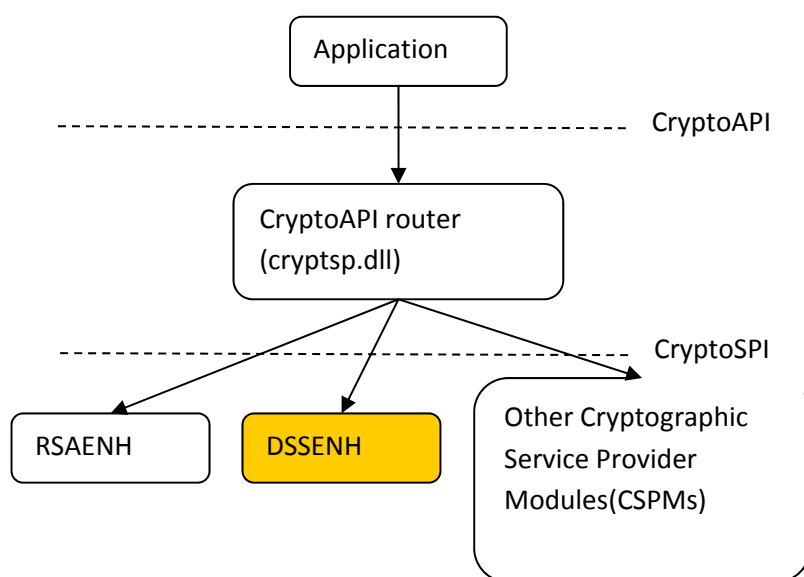 Application
CryptoAPI
CryptoAPI router
(cryptsp.dll)
CryptoSPI
RSAENH
DSSENH
Other Cryptographic
Service Provider
Modules(CSPMs)